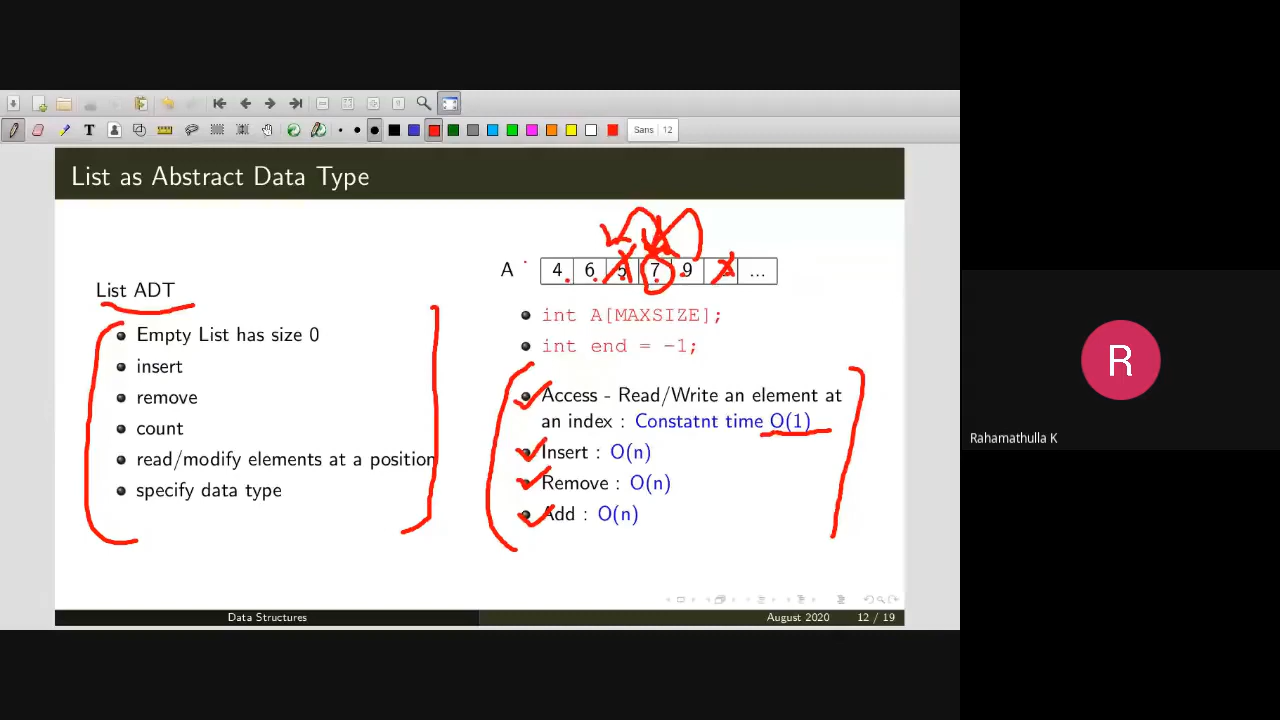 Sans 12
List as Abstract Data Type
List ADT
Empty List has size 0
insert
remove
count
read/modify elements at a position
specify data type
A 4 6 5 7 9 ...
int A[MAXSIZE];
int end = -1;
Access - Read/Write an element at
an index : Constatnt time O(1)
Insert : O(n)
Remove : O(n)
Add : O(n)
Data Structures
August 2020 12 / 19
R
Rahamathulla K